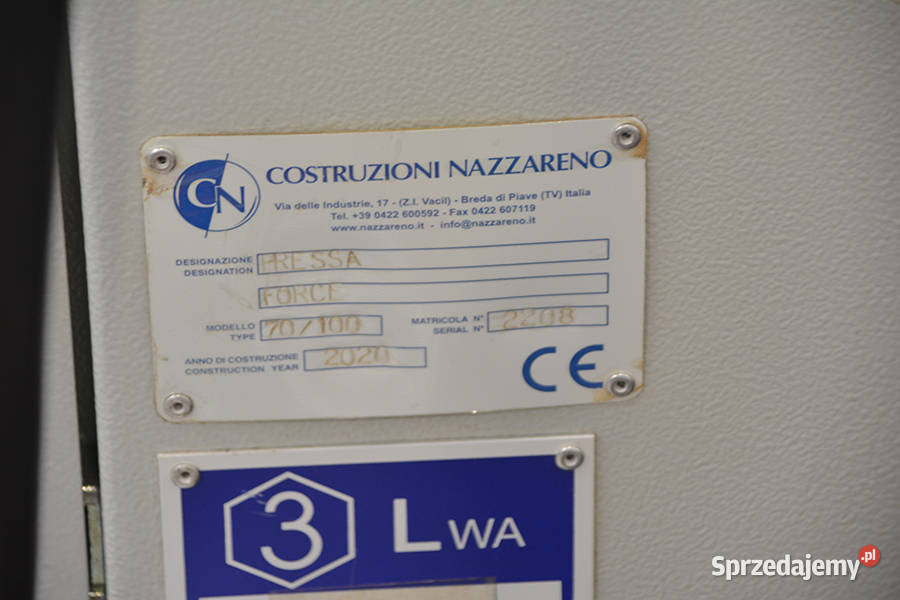 CN
COSTRUZIONI NAZZARENO
Via delle Industrie, 17 - (Z.I. Vacil) - Breda di Piave (TV) Italia
Tel. +39 0422 600592 - Fax 0422 607119
www.nazzareno.it - info@nazzareno.it
DESIGNAZIONE
DESIGNATION
PRESSA
FORCE
MODELLO
TYPE
70/100
MATRICOLA N°
SERIAL N°
2208
ANNO DI COSTRUZIONE
CONSTRUCTION YEAR
2020
CE
3 LWA
Sprzedajemy.pl